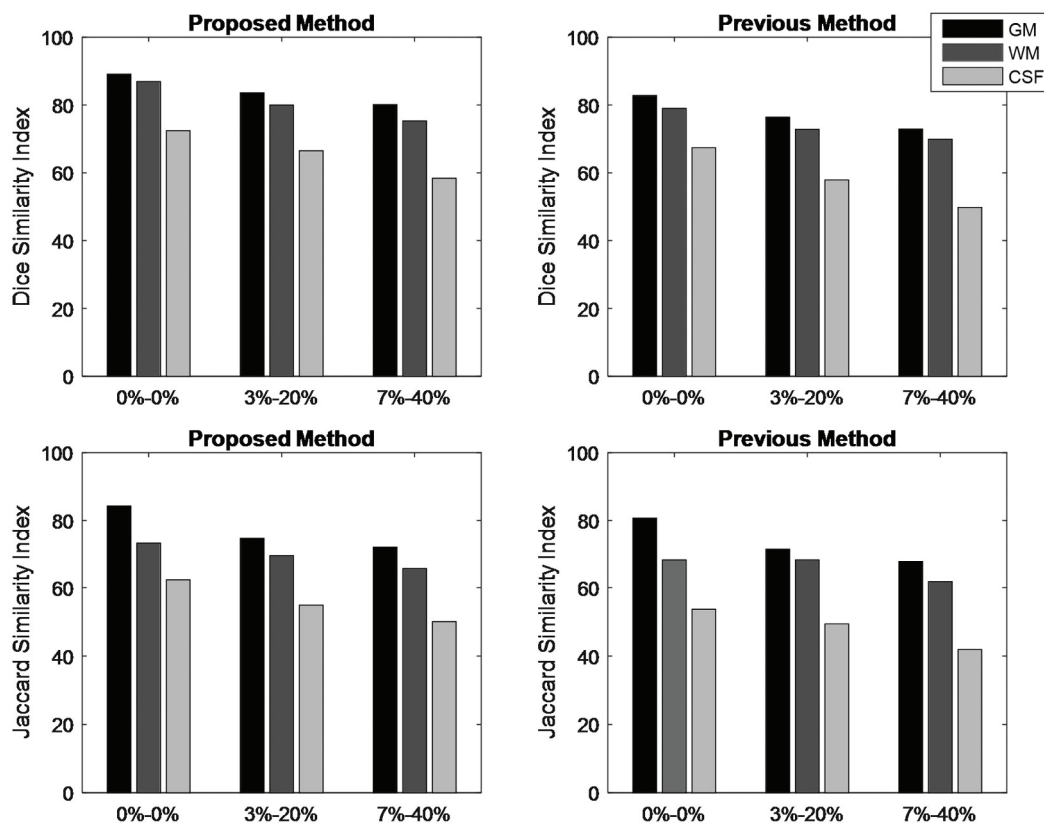 Proposed Method
Dice Similarity Index
100
80
60
40
20
0
0%-0% 3%-20% 7%-40%
Previous Method
GM
WM
CSF
Dice Similarity Index
100
80
60
40
20
0
0%-0% 3%-20% 7%-40%
Proposed Method
Jaccard Similarity Index
100
80
60
40
20
0
0%-0% 3%-20% 7%-40%
Previous Method
Jaccard Similarity Index
100
80
60
40
20
0
0%-0% 3%-20% 7%-40%